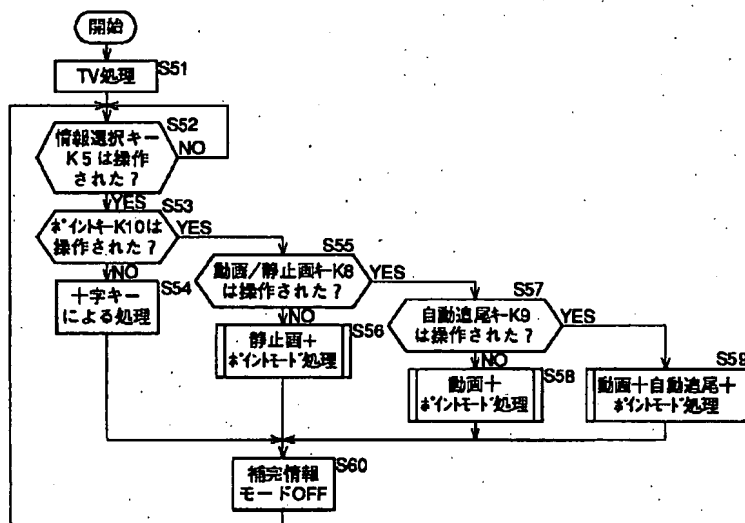 開始
TV処理
S51
情報選択キー
K5は操作
された?
S52
NO
YES
S53
ポイントキーK10は
操作された?
YES
NO
S54
十字キー
による処理
S55
動画/静止画キーK8
は操作された?
YES
NO
S56
静止画+
ポイントモード処理
S57
自動追尾キーK9
は操作された?
YES
NO
S58
動画+
ポイントモード処理
S59
動画+自動追尾+
ポイントモード処理
S60
補完情報
モードOFF